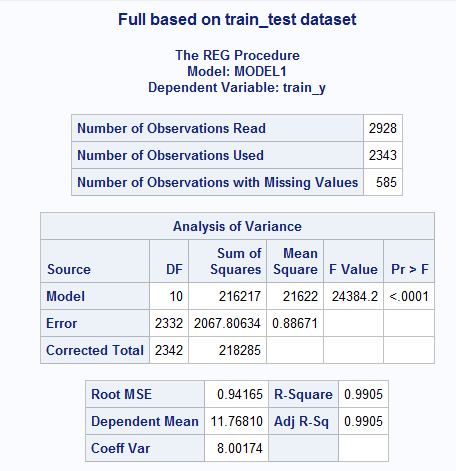 Full based on train_test dataset
The REG Procedure
Model: MODEL1
Dependent Variable: train_y
Number of Observations Read 2928
Number of Observations Used 2343
Number of Observations with Missing Values 585
Analysis of Variance
Source DF Sum of Squares Mean Square F Value Pr > F
Model 10 216217 21622 24384.2 <.0001
Error 2332 2067.80634 0.88671
Corrected Total 2342 218285
Root MSE 0.94165 R-Square 0.9905
Dependent Mean 11.76810 Adj R-Sq 0.9905
Coeff Var 8.00174